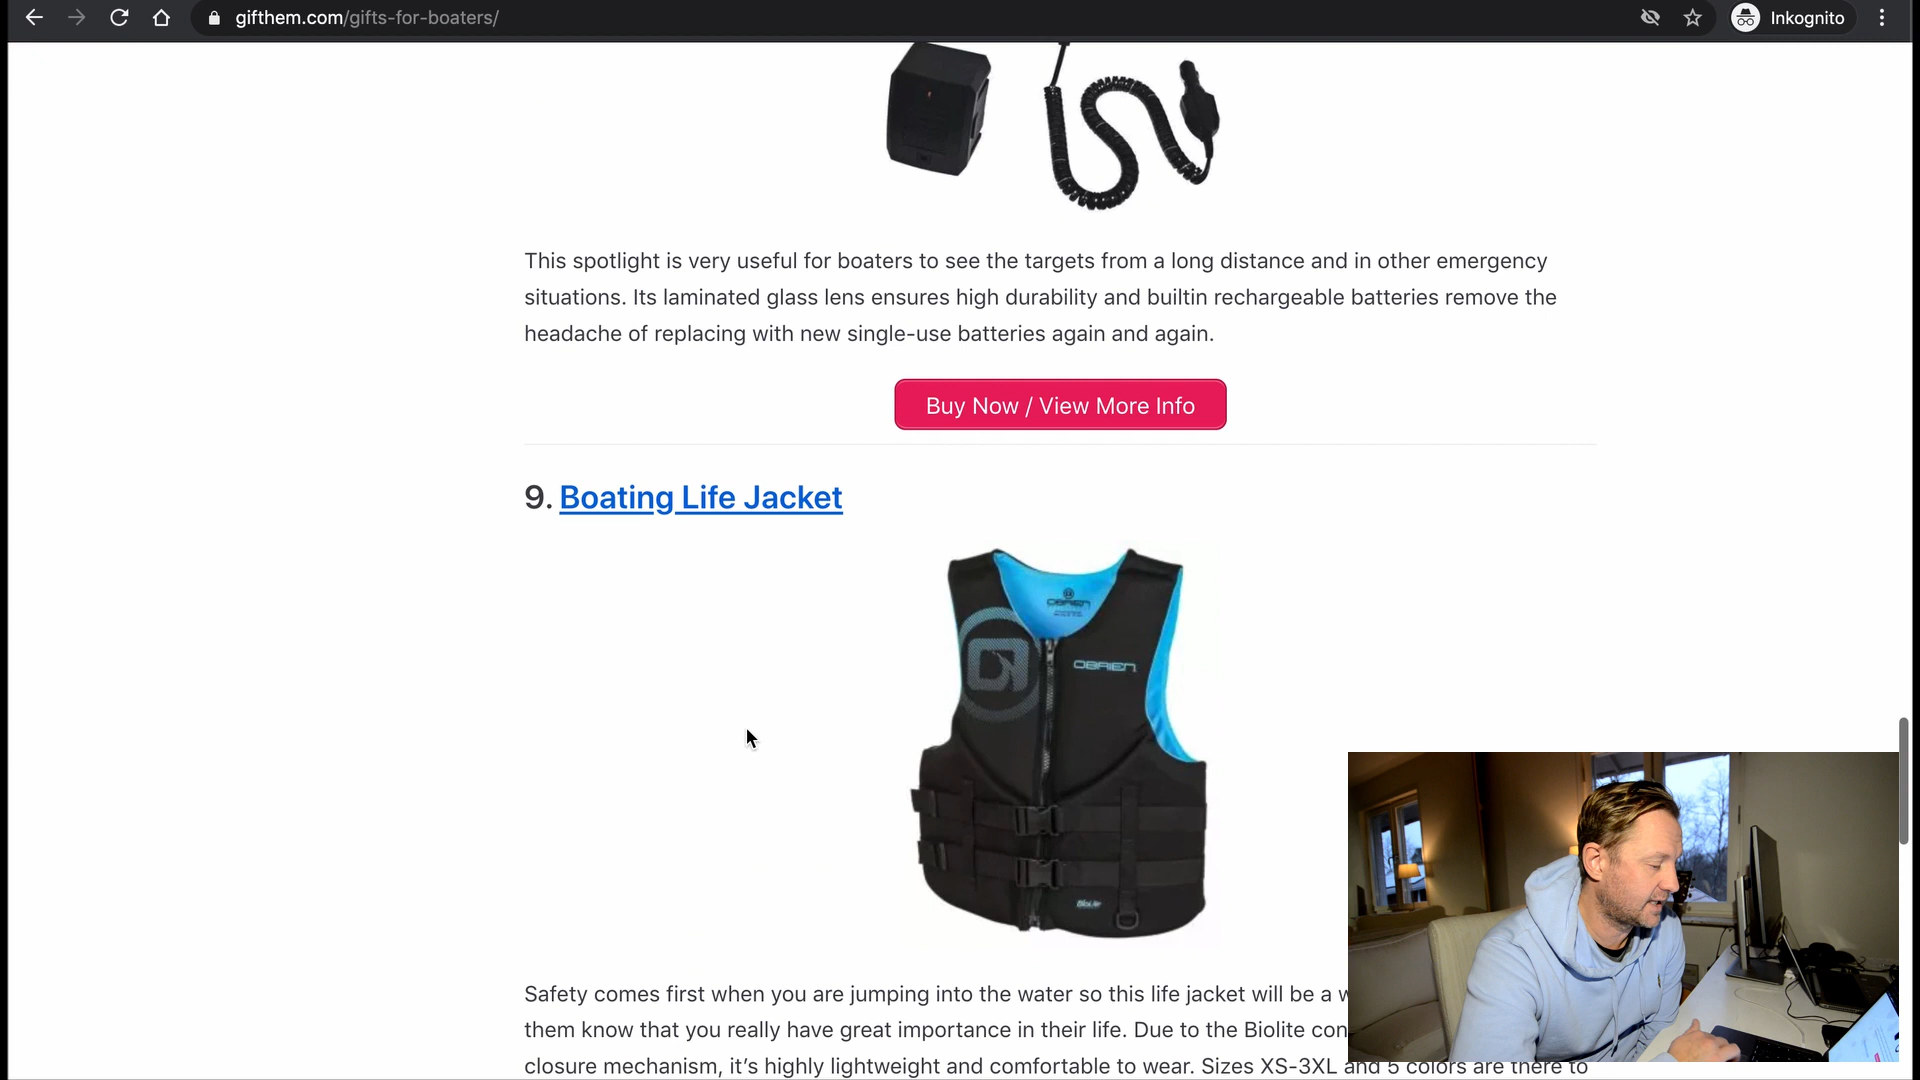 gifthem.com/gifts-for-boaters/
Inkognito
This spotlight is very useful for boaters to see the targets from a long distance and in other emergency
situations. Its laminated glass lens ensures high durability and builtin rechargeable batteries remove the
headache of replacing with new single-use batteries again and again.
Buy Now / View More Info
9. Boating Life Jacket
OBRIEN
OBRIEN
BioLite
Safety comes first when you are jumping into the water so this life jacket will be a
them know that you really have great importance in their life. Due to the Biolite
closure mechanism, it's highly lightweight and comfortable to wear. Sizes XS-3XL and 5 colors are there to